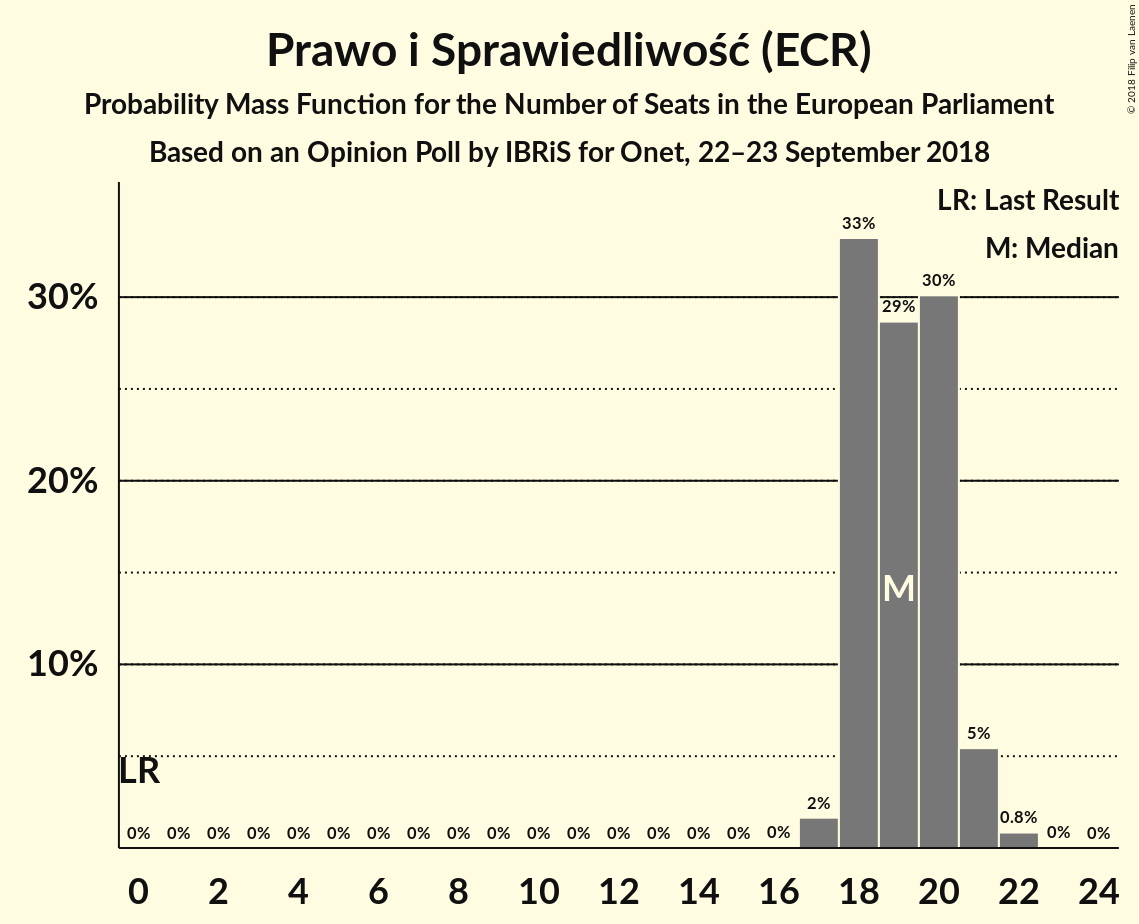 Prawo i Sprawiedliwość (ECR)
Probability Mass Function for the Number of Seats in the European Parliament
Based on an Opinion Poll by IBRiS for Onet, 22–23 September 2018
© 2018 Filip van Laenen
LR: Last Result
M: Median
33%
30%
29%
30%
20%
M
10%
5%
LR
2%
0.8%
0% 0% 0% 0% 0% 0% 0% 0% 0% 0% 0% 0% 0% 0% 0% 0% 0% 0% 0%
0 2 4 6 8 10 12 14 16 18 20 22 24